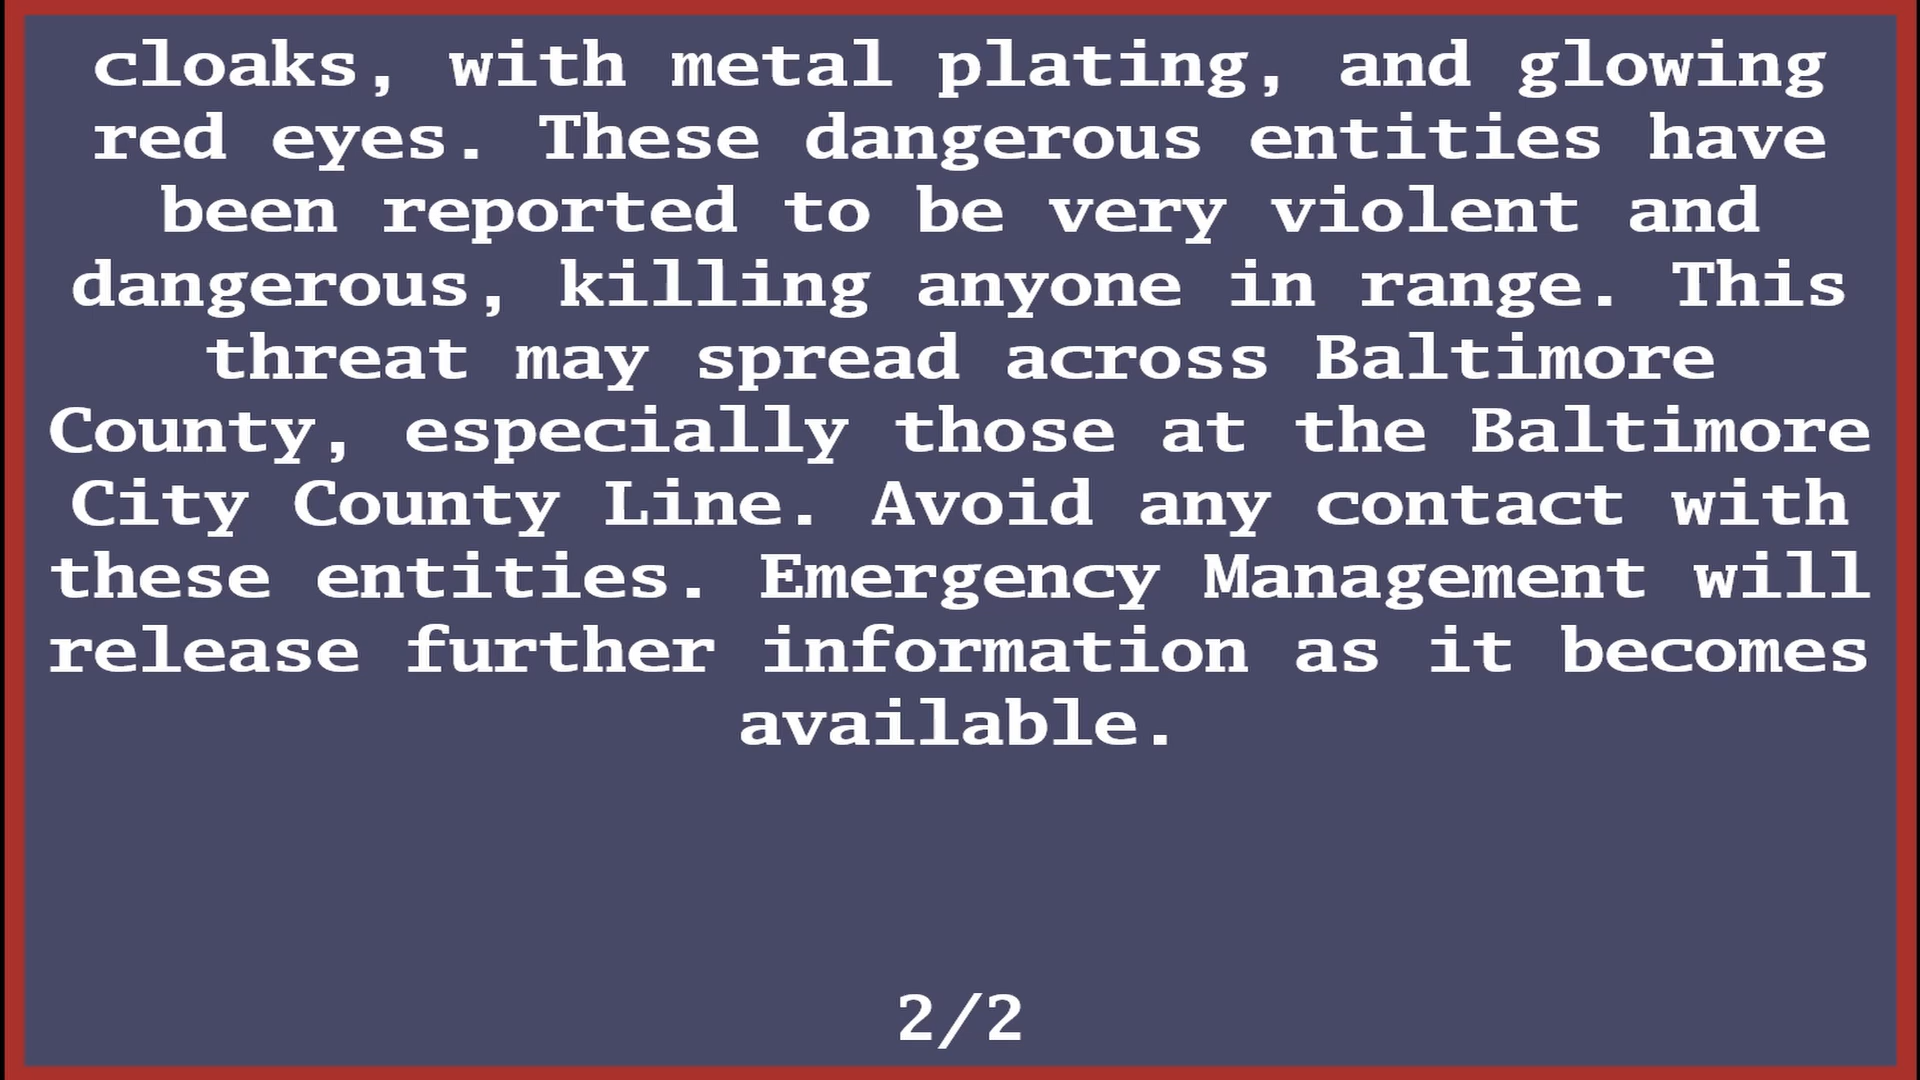 cloaks, with metal plating, and glowing
red eyes. These dangerous entities have
been reported to be very violent and
dangerous, killing anyone in range. This
threat may spread across Baltimore
County, especially those at the Baltimore
City County Line. Avoid any contact with
these entities. Emergency Management will
release further information as it becomes
available.
2/2